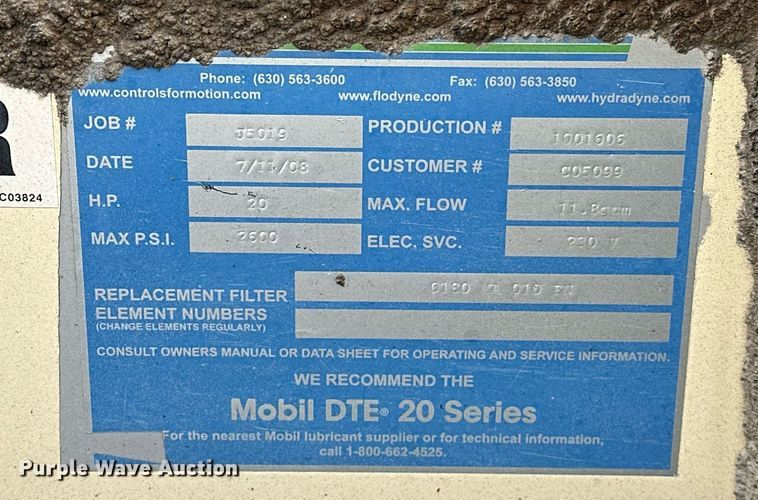 Phone: (630) 563-3600 Fax: (630) 563-3850
www.controlsformotion.com www.flodyne.com www.hydradyne.com
JOB # J5019 PRODUCTION # 1001606
DATE 7/11/08 CUSTOMER # COF099
H.P. 20 MAX. FLOW 11.8gpm
MAX P.S.I. 2600 ELEC. SVC. 230 V
REPLACEMENT FILTER
ELEMENT NUMBERS
(CHANGE ELEMENTS REGULARLY)
CONSULT OWNERS MANUAL OR DATA SHEET FOR OPERATING AND SERVICE INFORMATION.
WE RECOMMEND THE
Mobil DTE® 20 Series
For the nearest Mobil lubricant supplier or for technical information,
call 1-800-662-4525.
C03824
Purple Wave Auction